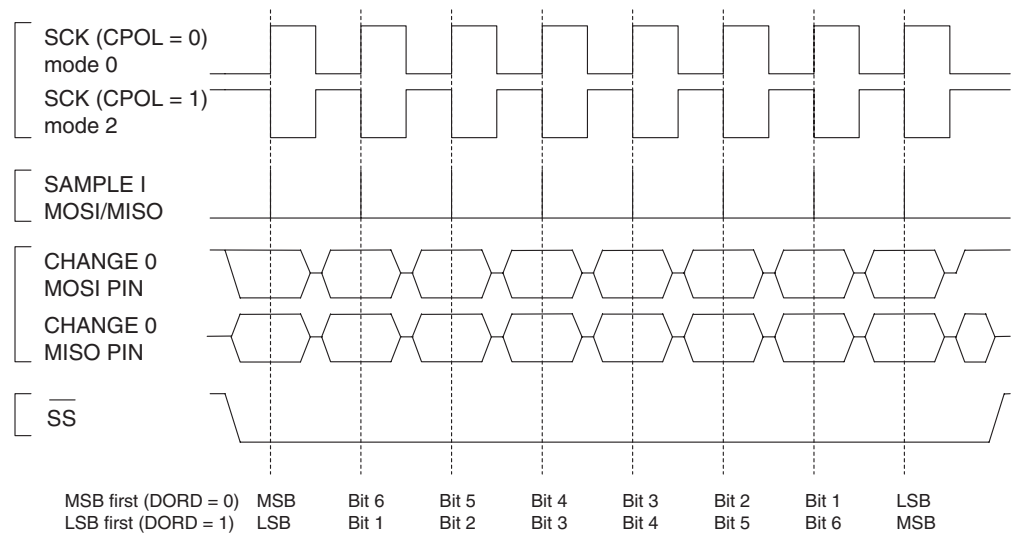 SCK (CPOL = 0)
mode 0
SCK (CPOL = 1)
mode 2
SAMPLE I
MOSI/MISO
CHANGE 0
MOSI PIN
CHANGE 0
MISO PIN
SS
MSB first (DORD = 0) MSB Bit 6 Bit 5 Bit 4 Bit 3 Bit 2 Bit 1 LSB
LSB first (DORD = 1) LSB Bit 1 Bit 2 Bit 3 Bit 4 Bit 5 Bit 6 MSB